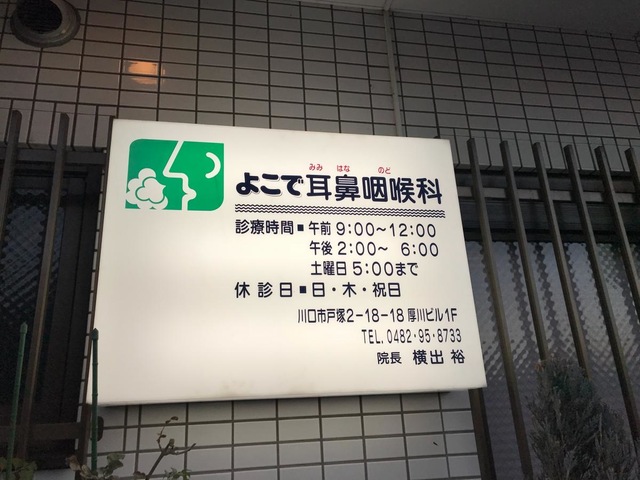 みみ はな のど
よこで耳鼻咽喉科
診療時間■午前 9:00〜12:00
午後 2:00〜 6:00
土曜日 5:00まで
休診日■日・木・祝日
川口市戸塚2-18-18 厚川ビル1F
TEL. 0482・95・8733
院長 横出 裕